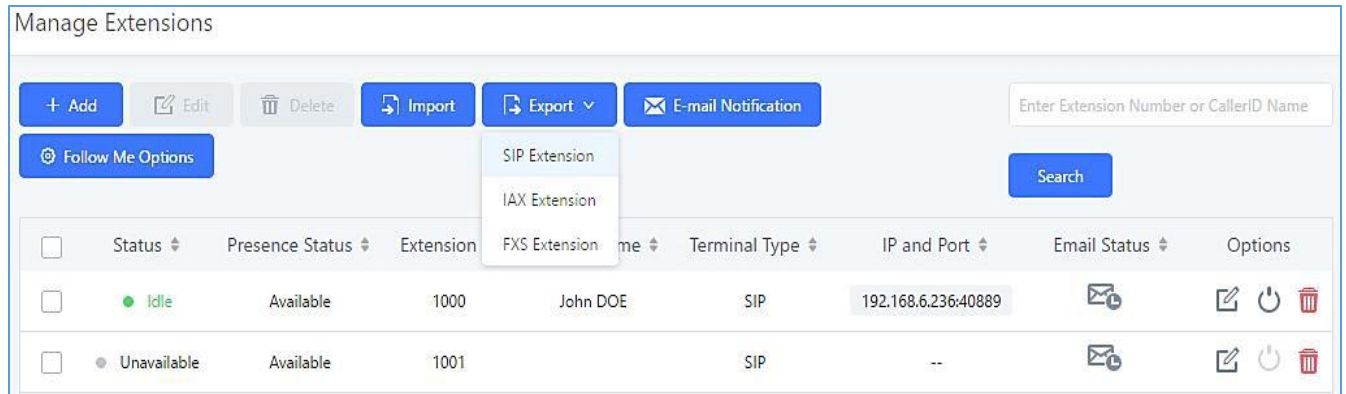 Manage Extensions
+ Add Edit Delete Import Export E-mail Notification Enter Extension Number or CallerID Name
Follow Me Options
SIP Extension
IAX Extension
FXS Extension
Search
Status Presence Status Extension me Terminal Type IP and Port Email Status Options
Idle Available 1000 John DOE SIP 192.168.6.236:40889
Unavailable Available 1001 SIP --